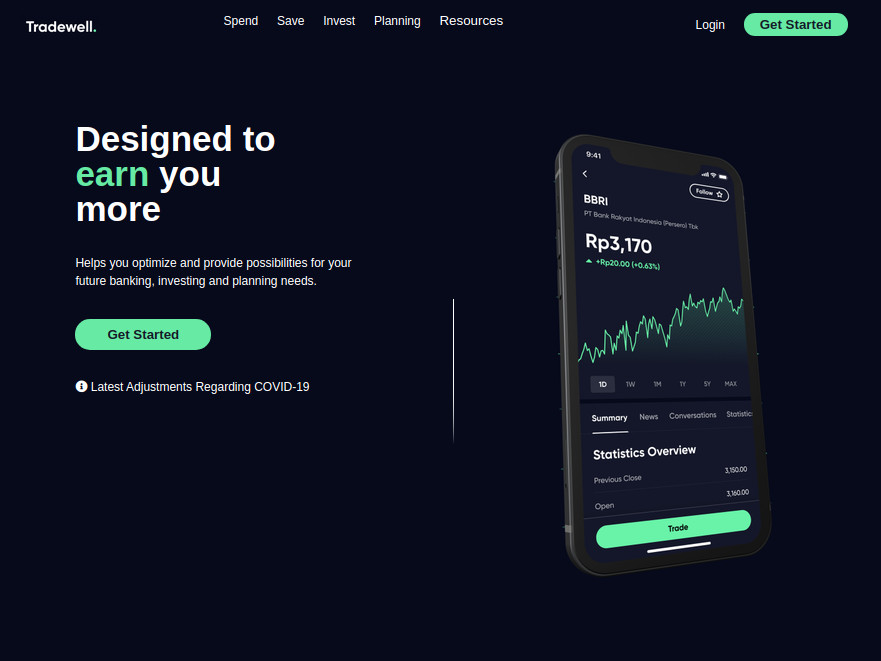 Tradewell.
Spend Save Invest Planning Resources
Login
Get Started
Designed to
earn you
more
Helps you optimize and provide possibilities for your
future banking, investing and planning needs.
Get Started
Latest Adjustments Regarding COVID-19
9:41
Follow
BBRI
PT Bank Rakyat Indonesia (Persero) Tbk
Rp3,170
+Rp20.00 (+0.63%)
1D 1W 1M 1Y 5Y MAX
Summary News Conversations Statistics
Statistics Overview
Previous Close 3,150.00
Open 3,160.00
Trade